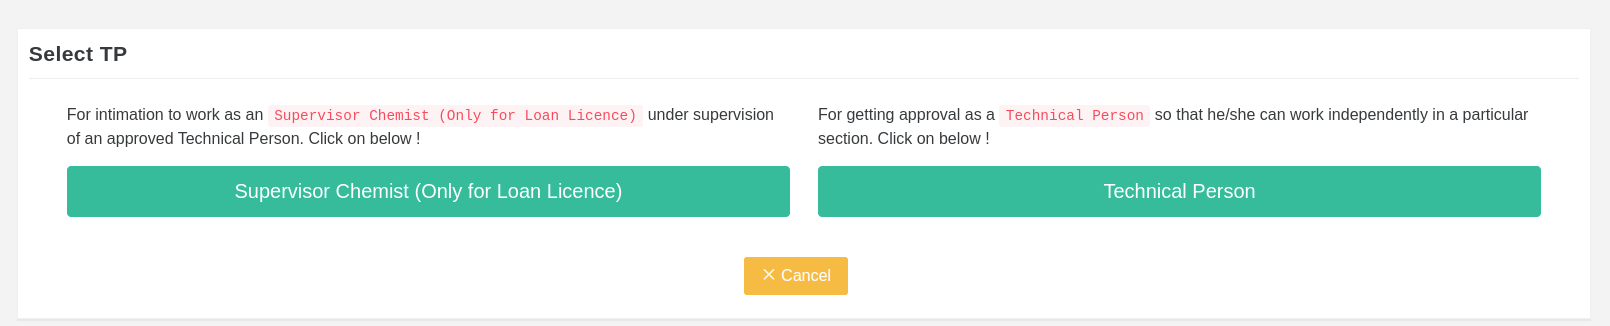 Select TP
For intimation to work as an Supervisor Chemist (Only for Loan Licence) under supervision
of an approved Technical Person. Click on below !
Supervisor Chemist (Only for Loan Licence)
For getting approval as a Technical Person so that he/she can work independently in a particular
section. Click on below !
Technical Person
Cancel